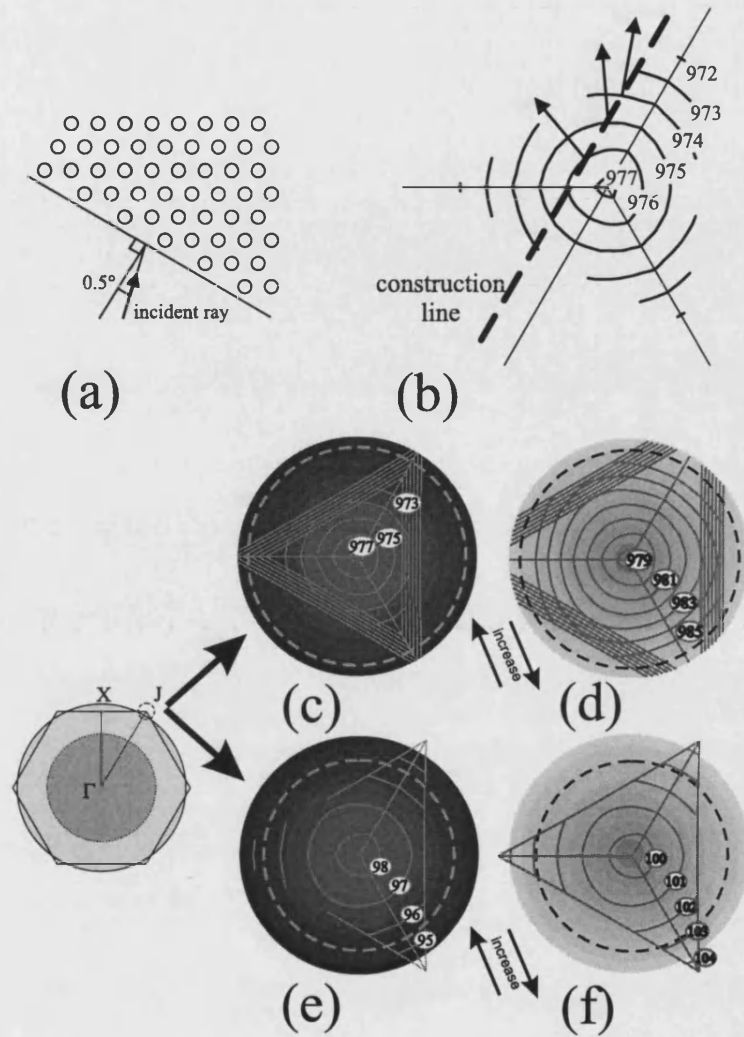 0.5°
incident ray
(a)
972
973
974
975
977
976
construction
line
(b)
973
975
977
(c)
increase
979
981
983
985
(d)
X
J
Γ
98
97
96
95
(e)
increase
100
101
102
103
104
(f)